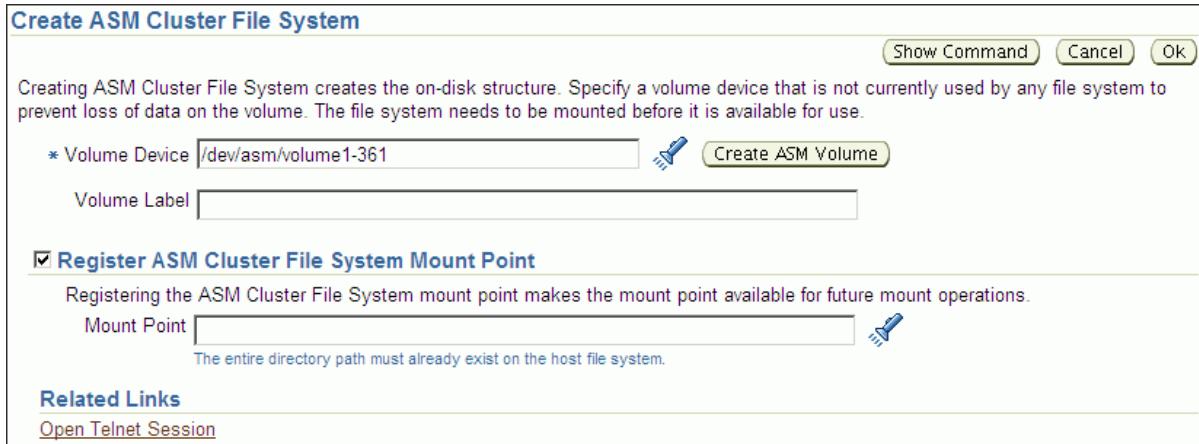 Create ASM Cluster File System
Show Command Cancel Ok
Creating ASM Cluster File System creates the on-disk structure. Specify a volume device that is not currently used by any file system to
prevent loss of data on the volume. The file system needs to be mounted before it is available for use.
* Volume Device /dev/asm/volume1-361 Create ASM Volume
Volume Label
Register ASM Cluster File System Mount Point
Registering the ASM Cluster File System mount point makes the mount point available for future mount operations.
Mount Point
The entire directory path must already exist on the host file system.
Related Links
Open Telnet Session